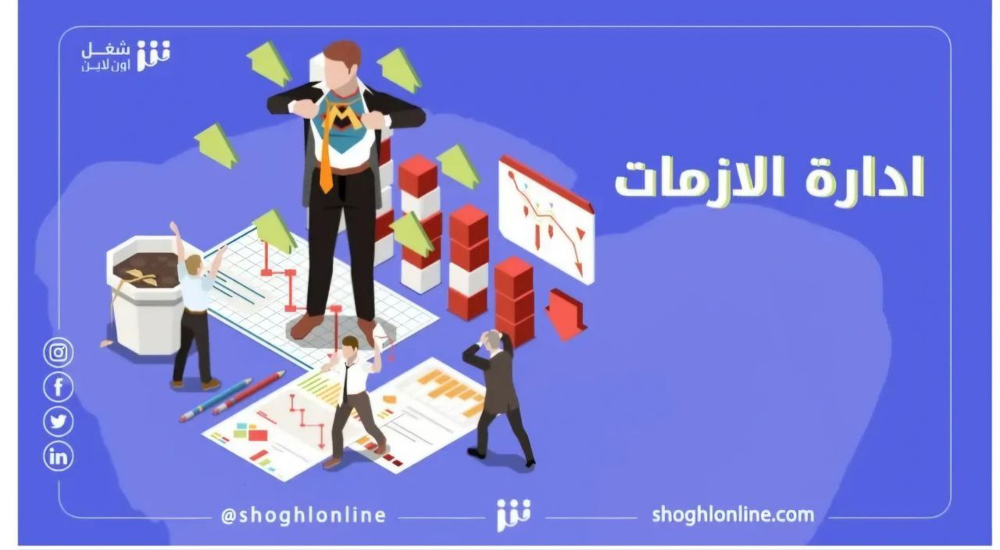 شغل
اون لاين
ادارة الازمات
M
@shoghlonline
shoghlonline.com